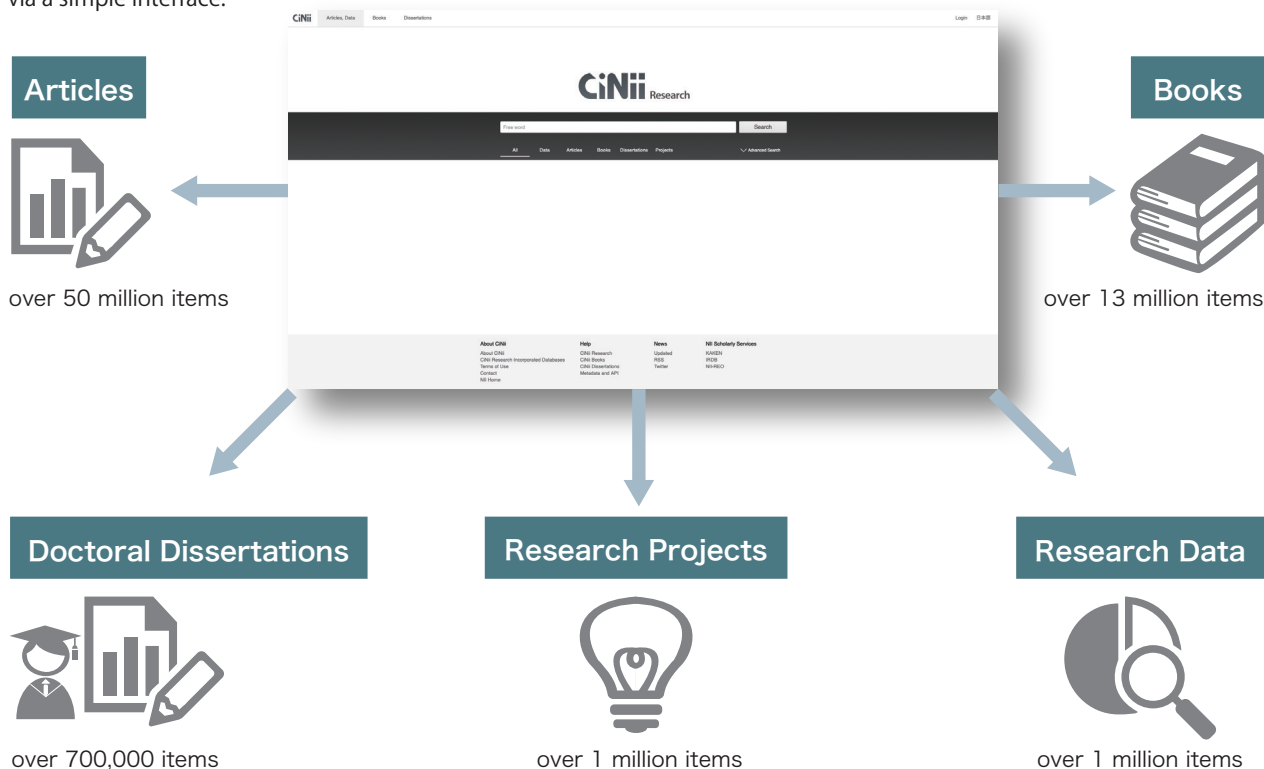 via a simple interface.
CiNii Articles, Data Books Dissertations Login 日本語
CiNii Research
Free word Search
All Data Articles Books Dissertations Projects Advanced Search
Articles
over 50 million items
Books
over 13 million items
About CiNii
About CiNii
CiNii Research Incorporated Databases
Terms of Use
Contact
NII Home
Help
CiNii Research
CiNii Books
CiNii Dissertations
Metadata and API
News
Updated
RSS
Twitter
NII Scholarly Services
KAKEN
IRDB
NII-REO
Doctoral Dissertations
over 700,000 items
Research Projects
over 1 million items
Research Data
over 1 million items